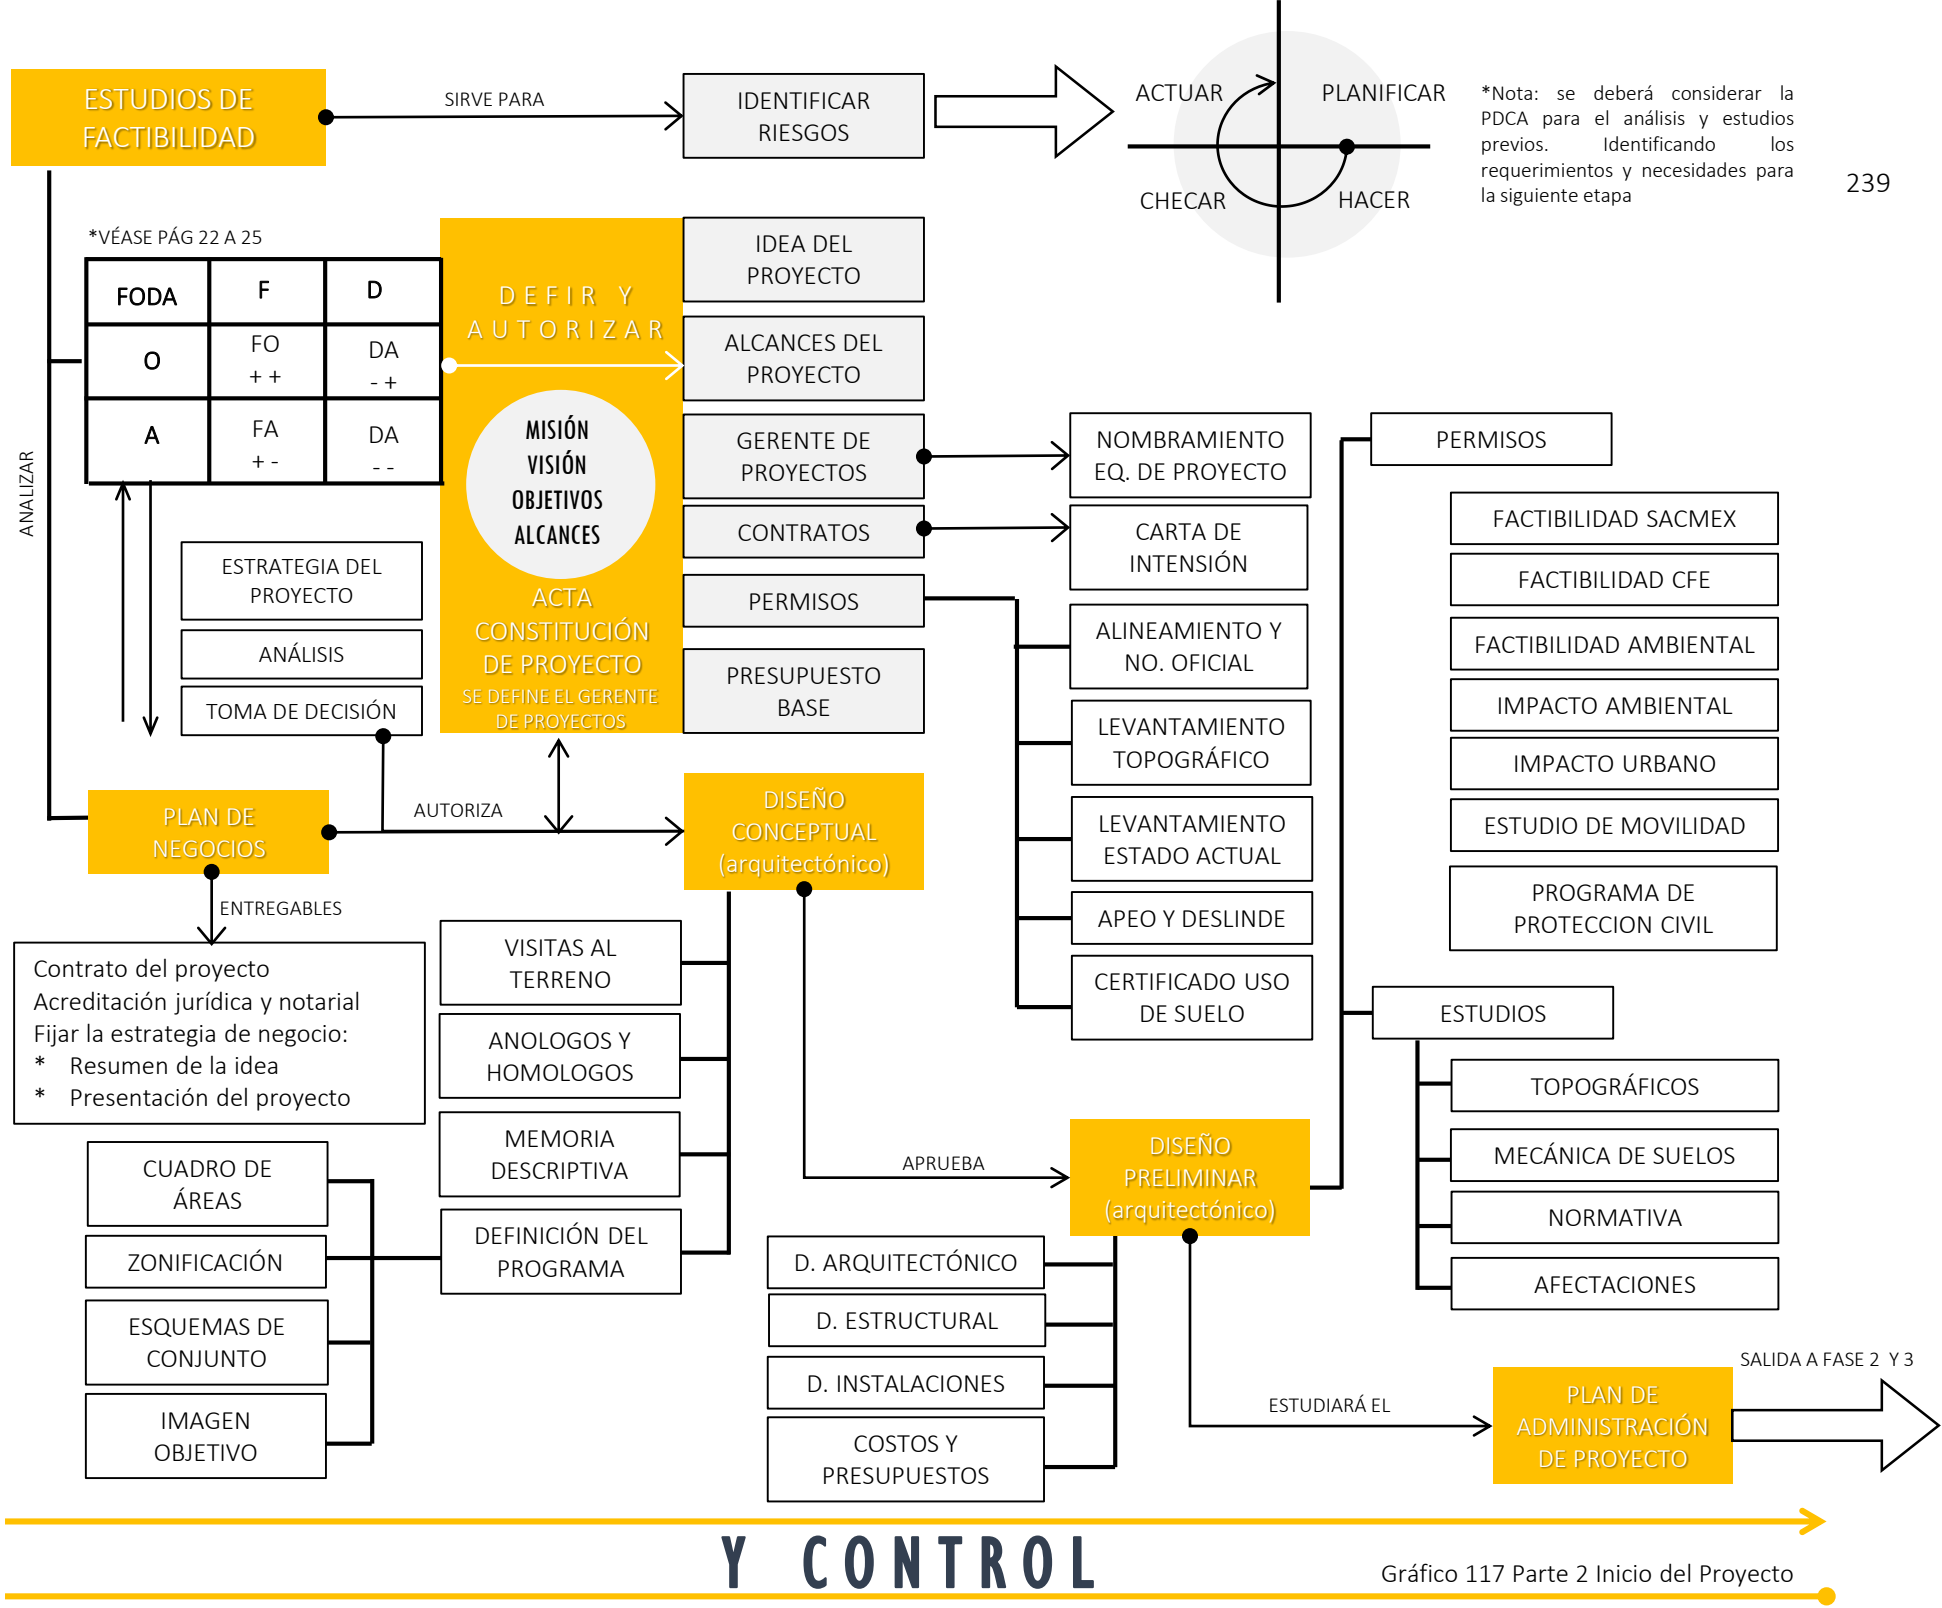 ESTUDIOS DE
FACTIBILIDAD
SIRVE PARA
IDENTIFICAR
RIESGOS
ACTUAR
PLANIFICAR
CHECAR
HACER
*Nota: se deberá considerar la
PDCA para el análisis y estudios
previos. Identificando los
requerimientos y necesidades para
la siguiente etapa
239
*VÉASE PÁG 22 A 25
FODA
F
D
O
FO
+ +
DA
- +
A
FA
+ -
DA
- -
ANALIZAR
DEFIR Y
AUTORIZAR
MISIÓN
VISIÓN
OBJETIVOS
ALCANCES
ACTA
CONSTITUCIÓN
DE PROYECTO
SE DEFINE EL GERENTE
DE PROYECTOS
IDEA DEL
PROYECTO
ALCANCES DEL
PROYECTO
GERENTE DE
PROYECTOS
CONTRATOS
PERMISOS
PRESUPUESTO
BASE
NOMBRAMIENTO
EQ. DE PROYECTO
CARTA DE
INTENSIÓN
ALINEAMIENTO Y
NO. OFICIAL
LEVANTAMIENTO
TOPOGRÁFICO
LEVANTAMIENTO
ESTADO ACTUAL
APEO Y DESLINDE
CERTIFICADO USO
DE SUELO
PERMISOS
FACTIBILIDAD SACMEX
FACTIBILIDAD CFE
FACTIBILIDAD AMBIENTAL
IMPACTO AMBIENTAL
IMPACTO URBANO
ESTUDIO DE MOVILIDAD
PROGRAMA DE
PROTECCION CIVIL
ESTUDIOS
TOPOGRÁFICOS
MECÁNICA DE SUELOS
NORMATIVA
AFECTACIONES
ESTRATEGIA DEL
PROYECTO
ANÁLISIS
TOMA DE DECISIÓN
PLAN DE
NEGOCIOS
AUTORIZA
DISEÑO
CONCEPTUAL
(arquitectónico)
ENTREGABLES
Contrato del proyecto
Acreditación jurídica y notarial
Fijar la estrategia de negocio:
* Resumen de la idea
* Presentación del proyecto
VISITAS AL
TERRENO
ANOLOGOS Y
HOMOLOGOS
MEMORIA
DESCRIPTIVA
DEFINICIÓN DEL
PROGRAMA
CUADRO DE
ÁREAS
ZONIFICACIÓN
ESQUEMAS DE
CONJUNTO
IMAGEN
OBJETIVO
APRUEBA
DISEÑO
PRELIMINAR
(arquitectónico)
D. ARQUITECTÓNICO
D. ESTRUCTURAL
D. INSTALACIONES
COSTOS Y
PRESUPUESTOS
ESTUDIARÁ EL
PLAN DE
ADMINISTRACIÓN
DE PROYECTO
SALIDA A FASE 2 Y 3
Y CONTROL
Gráfico 117 Parte 2 Inicio del Proyecto